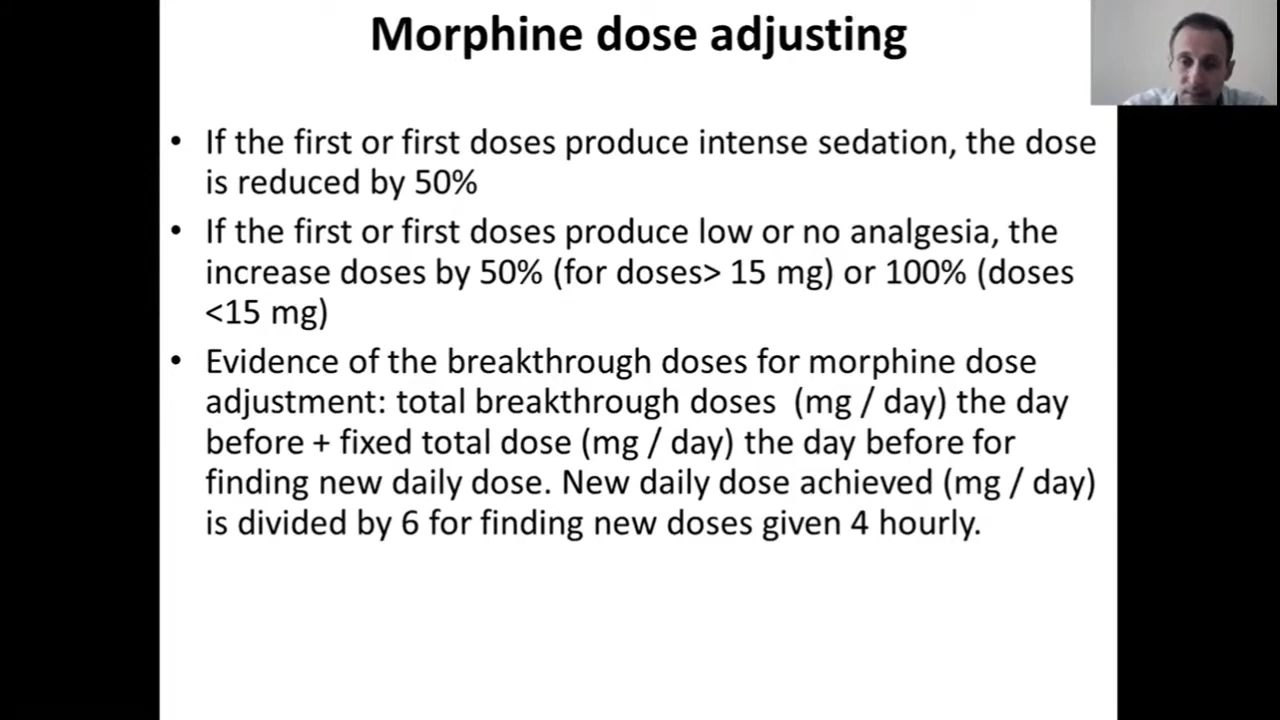 Morphine dose adjusting
• If the first or first doses produce intense sedation, the dose
is reduced by 50%
• If the first or first doses produce low or no analgesia, the
increase doses by 50% (for doses> 15 mg) or 100% (doses
<15 mg)
• Evidence of the breakthrough doses for morphine dose
adjustment: total breakthrough doses  (mg / day) the day
before + fixed total dose (mg / day) the day before for
finding new daily dose. New daily dose achieved (mg / day)
is divided by 6 for finding new doses given 4 hourly.